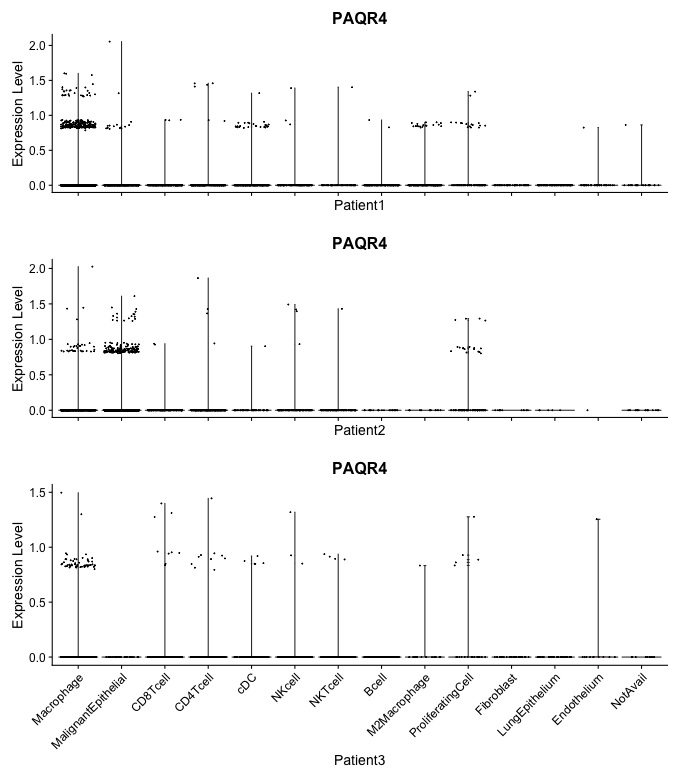 PAQR4
Expression Level
2.0
1.5
1.0
0.5
0.0
Patient1
PAQR4
Expression Level
2.0
1.5
1.0
0.5
0.0
Patient2
PAQR4
Expression Level
1.5
1.0
0.5
0.0
Macrophage
MalignantEpithelial
CD8Tcell
CD4Tcell
cDC
NKcell
NKTcell
Bcell
M2Macrophage
ProliferatingCell
Fibroblast
LungEpithelium
Endothelium
NotAvail
Patient3